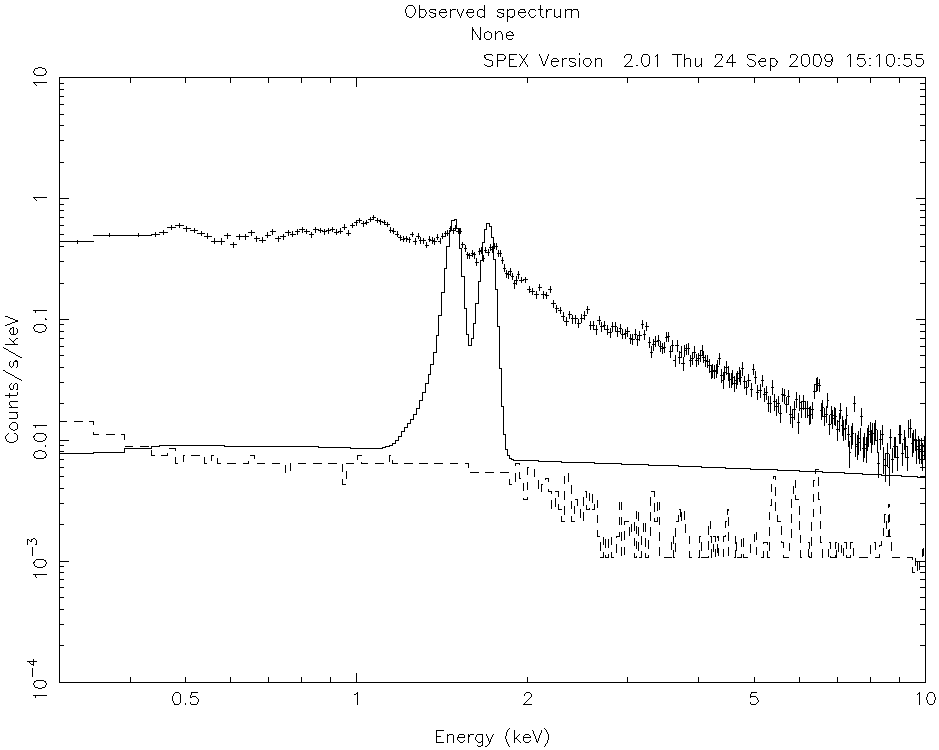 Observed spectrum
None
SPEX Version 2.01 Thu 24 Sep 2009 15:10:55
Counts/s/keV
10
1
0.1
0.01
10⁻³
10⁻⁴
0.5 1 2 5 10
Energy (keV)